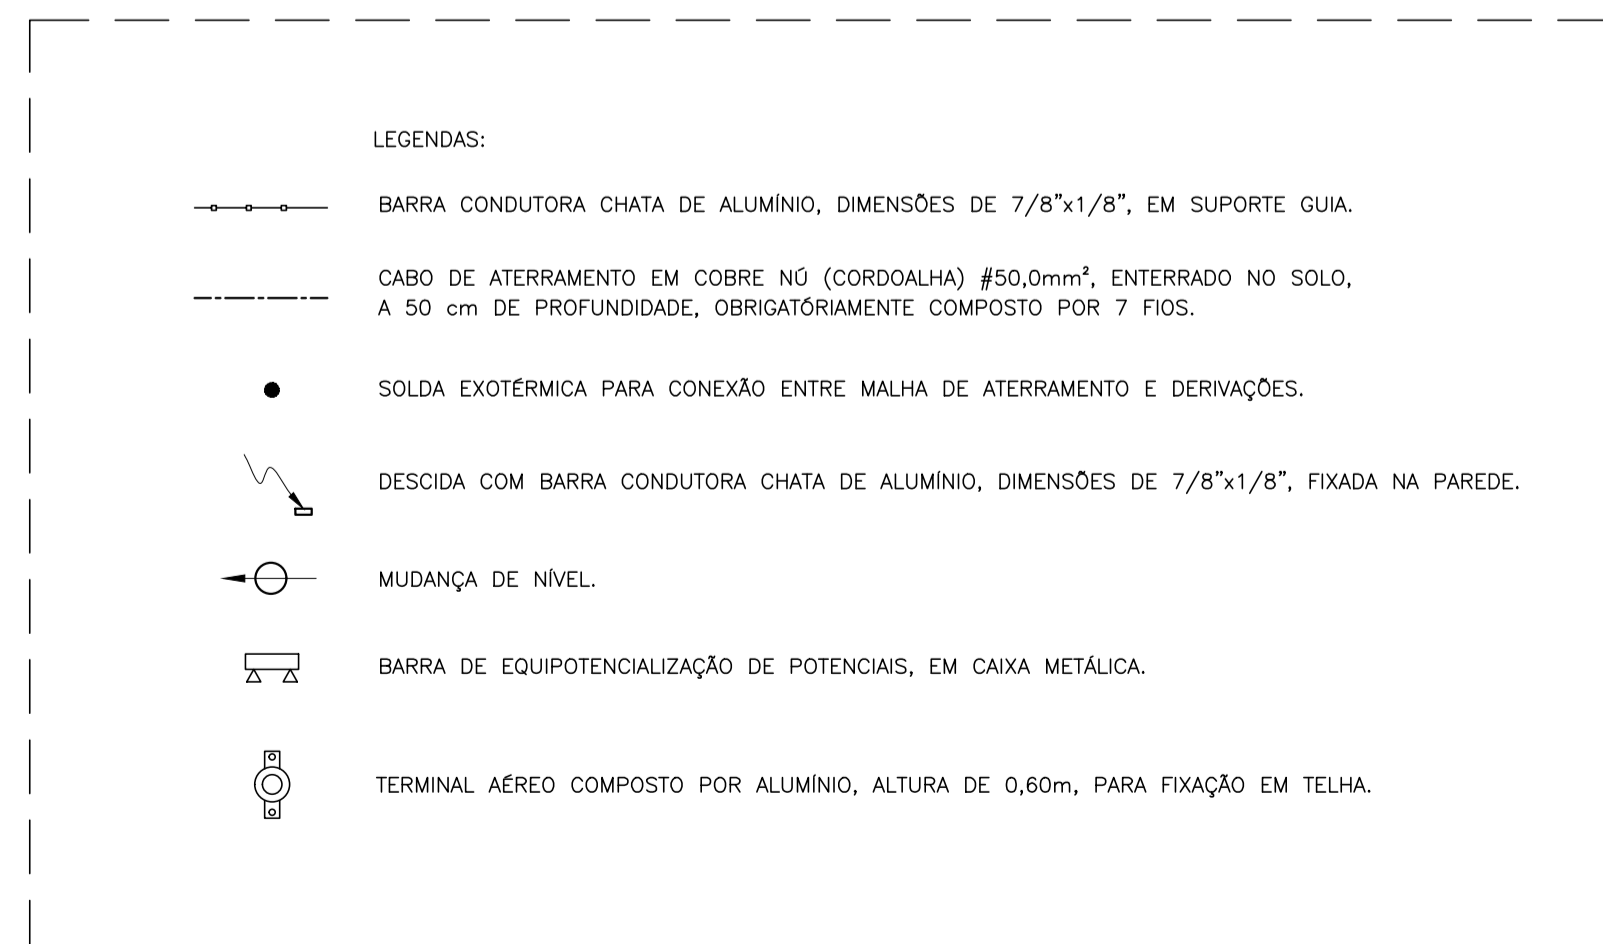 LEGENDAS:
BARRA CONDUTORA CHATA DE ALUMÍNIO, DIMENSÕES DE 7/8”x1/8”, EM SUPORTE GUIA.
CABO DE ATERRAMENTO EM COBRE NÚ (CORDOALHA) #50,0mm², ENTERRADO NO SOLO,
A 50 cm DE PROFUNDIDADE, OBRIGATÓRIAMENTE COMPOSTO POR 7 FIOS.
SOLDA EXOTÉRMICA PARA CONEXÃO ENTRE MALHA DE ATERRAMENTO E DERIVAÇÕES.
DESCIDA COM BARRA CONDUTORA CHATA DE ALUMÍNIO, DIMENSÕES DE 7/8”x1/8”, FIXADA NA PAREDE.
MUDANÇA DE NÍVEL.
BARRA DE EQUIPOTENCIALIZAÇÃO DE POTENCIAIS, EM CAIXA METÁLICA.
TERMINAL AÉREO COMPOSTO POR ALUMÍNIO, ALTURA DE 0,60m, PARA FIXAÇÃO EM TELHA.